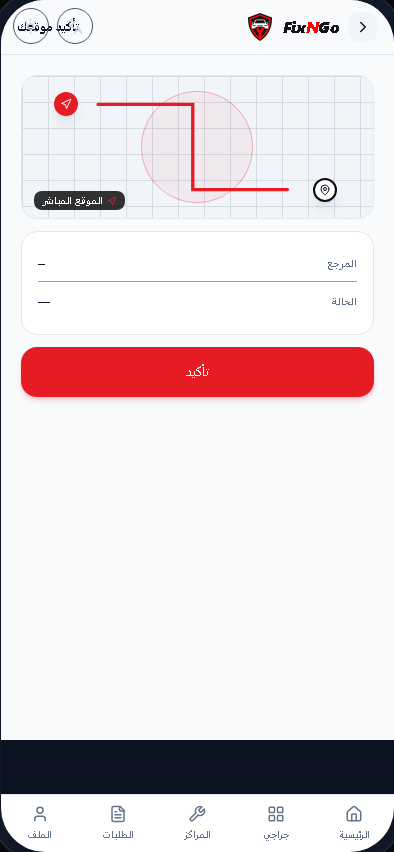 FixNGo
تأكيد موقعك
الموقع المباشر
المرجع –
الحالة —
تأكيد
الرئيسية
جراجي
المراكز
الطلبات
الملف